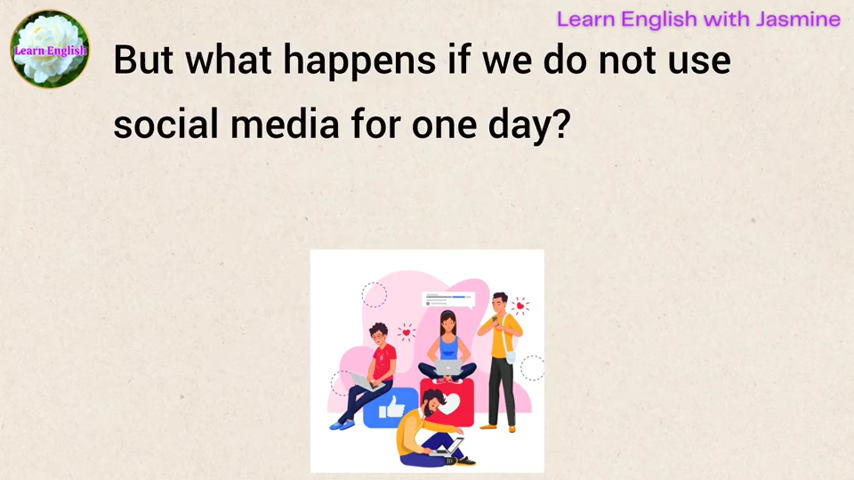 Learn English with Jasmine
Learn English
But what happens if we do not use
social media for one day?